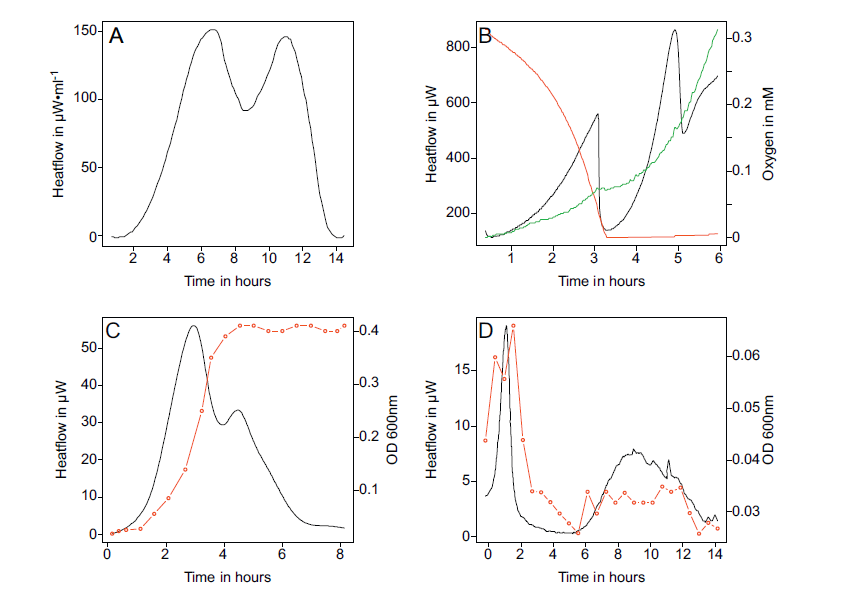 A
Heatflow in µW•ml-1
150
100
50
0
2 4 6 8 10 12 14
Time in hours
B
Heatflow in µW
800
600
400
200
Oxygen in mM
0.3
0.2
0.1
0
1 2 3 4 5 6
Time in hours
C
Heatflow in µW
50
40
30
20
10
0
OD 600nm
0.4
0.3
0.2
0.1
0 2 4 6 8
Time in hours
D
Heatflow in µW
15
10
5
0
OD 600nm
0.06
0.05
0.04
0.03
0 2 4 6 8 10 12 14
Time in hours